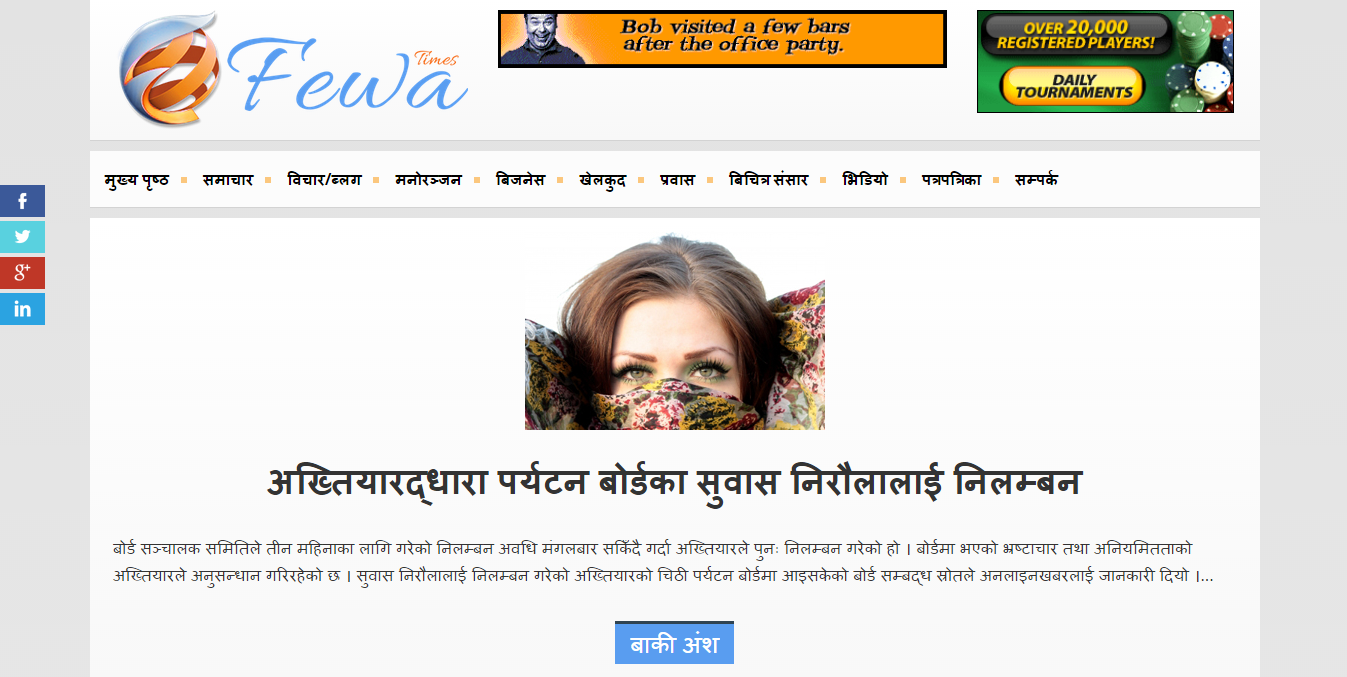 Fewa Times
Bob visited a few bars
after the office party.
OVER 20,000
REGISTERED PLAYERS!
DAILY
TOURNAMENTS
मुख्य पृष्ठ समाचार विचार/ब्लग मनोरञ्जन बिजनेस खेलकुद प्रवास बिचित्र संसार भिडियो पत्रपत्रिका सम्पर्क
f
g+
in
अख्तियारद्धारा पर्यटन बोर्डका सुवास निरौलालाई निलम्बन
बोर्ड सञ्चालक समितिले तीन महिनाका लागि गरेको निलम्बन अवधि मंगलबार सकिँदै गर्दा अख्तियारले पुनः निलम्बन गरेको हो । बोर्डमा भएको भ्रष्टाचार तथा अनियमितताको
अख्तियारले अनुसन्धान गरिरहेको छ । सुवास निरौलालाई निलम्बन गरेको अख्तियारको चिठी पर्यटन बोर्डमा आइसकेको बोर्ड सम्बद्ध स्रोतले अनलाइनखबरलाई जानकारी दियो ।...
बाकी अंश